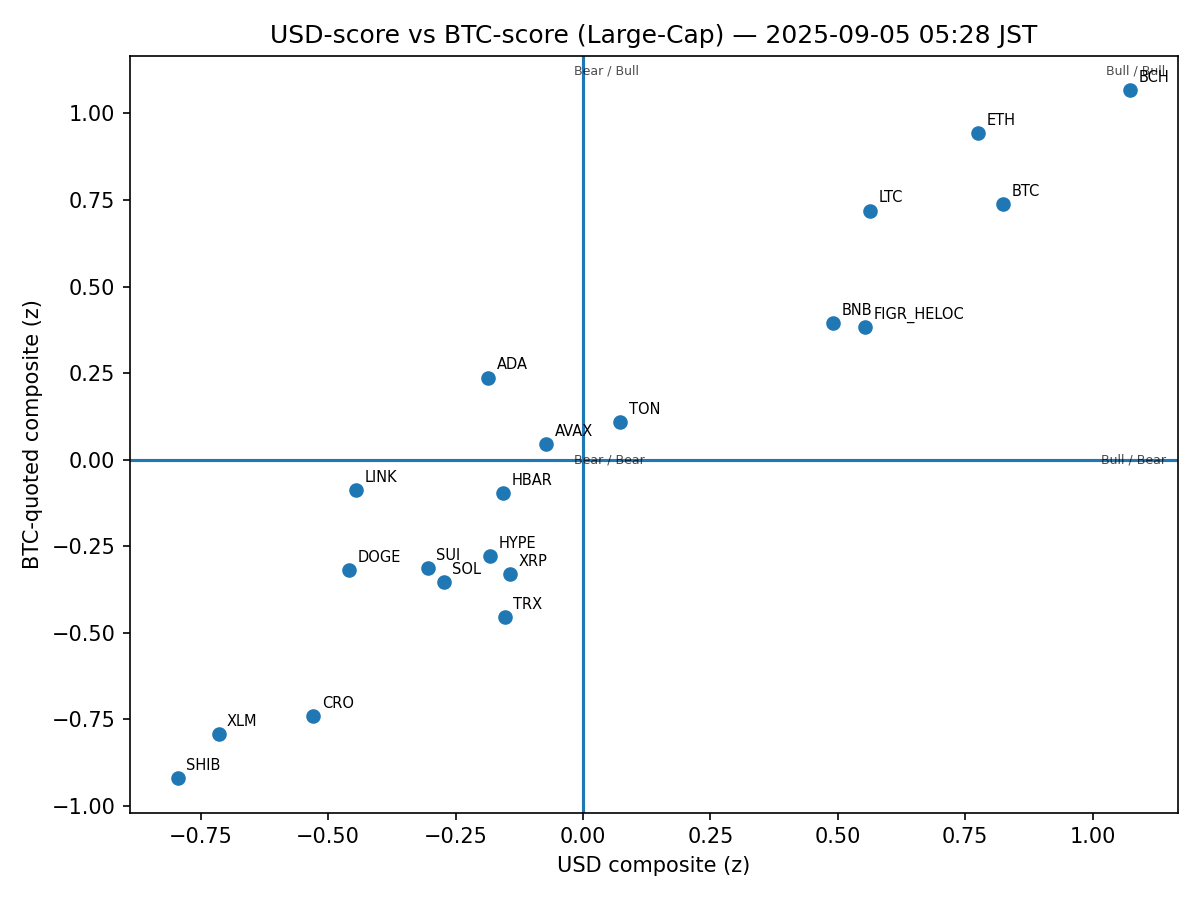 USD-score vs BTC-score (Large-Cap) — 2025-09-05 05:28 JST
Bear / Bull
Bull / Bull
BCH
1.00
ETH
0.75
BTC
LTC
0.50
BNB
FIGR_HELOC
0.25
ADA
TON
AVAX
0.00
Bear / Bear
Bull / Bear
LINK
HBAR
−0.25
HYPE
DOGE
SUI
XRP
SOL
TRX
−0.50
CRO
−0.75
XLM
SHIB
−1.00
BTC-quoted composite (z)
−0.75
−0.50
−0.25
0.00
0.25
0.50
0.75
1.00
USD composite (z)